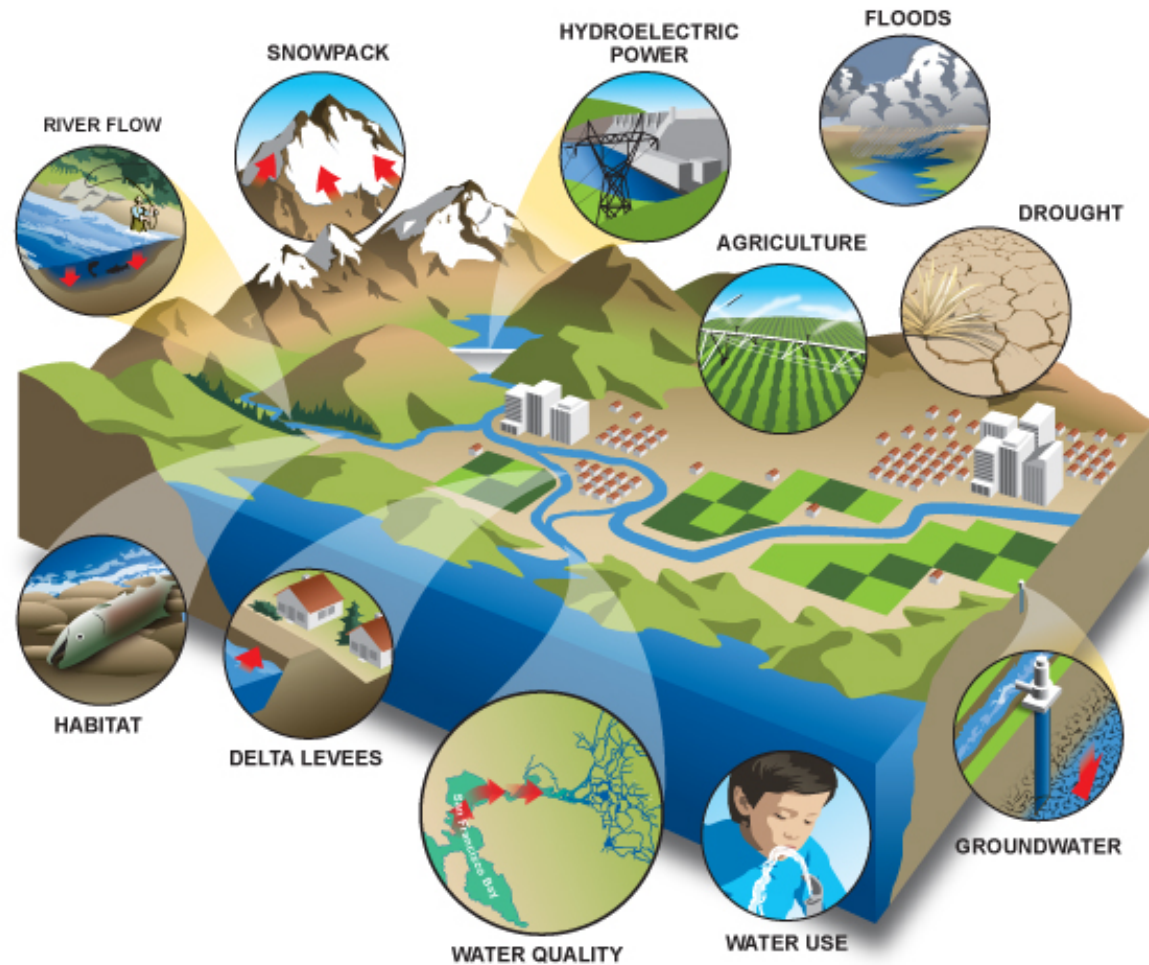 FLOODS
HYDROELECTRIC
POWER
SNOWPACK
RIVER FLOW
DROUGHT
AGRICULTURE
HABITAT
DELTA LEVEES
San Francisco Bay
GROUNDWATER
WATER USE
WATER QUALITY